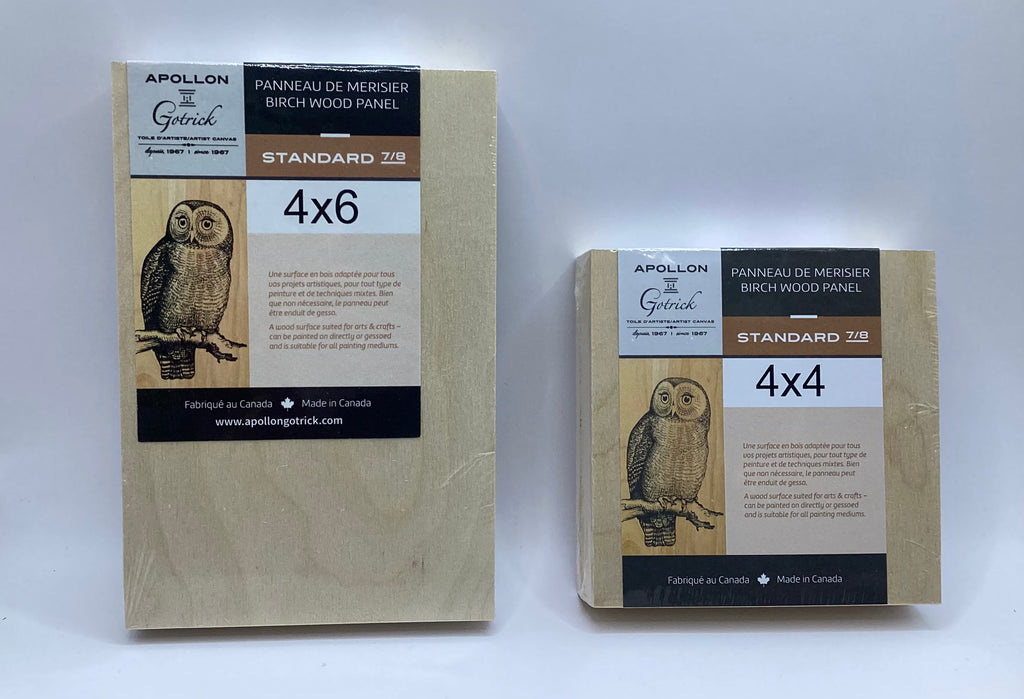 APOLLON
Gotrick
TOILE D'ARTISTE/ARTIST CANVAS
depuis 1967 | since 1967
PANNEAU DE MERISIER
BIRCH WOOD PANEL
STANDARD 7/8
4x6
Une surface en bois adaptée pour tous
vos projets artistiques, pour tout type de
peinture et de techniques mixtes. Bien
que non nécessaire, le panneau peut
être enduit de gesso.
A wood surface suited for arts & crafts –
can be painted on directly or gessoed
and is suitable for all painting mediums.
Fabriqué au Canada Made in Canada
www.apollongotrick.com
APOLLON
Gotrick
TOILE D'ARTISTE/ARTIST CANVAS
depuis 1967 | since 1967
PANNEAU DE MERISIER
BIRCH WOOD PANEL
STANDARD 7/8
4x4
Une surface en bois adaptée pour tous
vos projets artistiques, pour tout type de
peinture et de techniques mixtes. Bien
que non nécessaire, le panneau peut
être enduit de gesso.
A wood surface suited for arts & crafts –
can be painted on directly or gessoed
and is suitable for all painting mediums.
Fabriqué au Canada Made in Canada